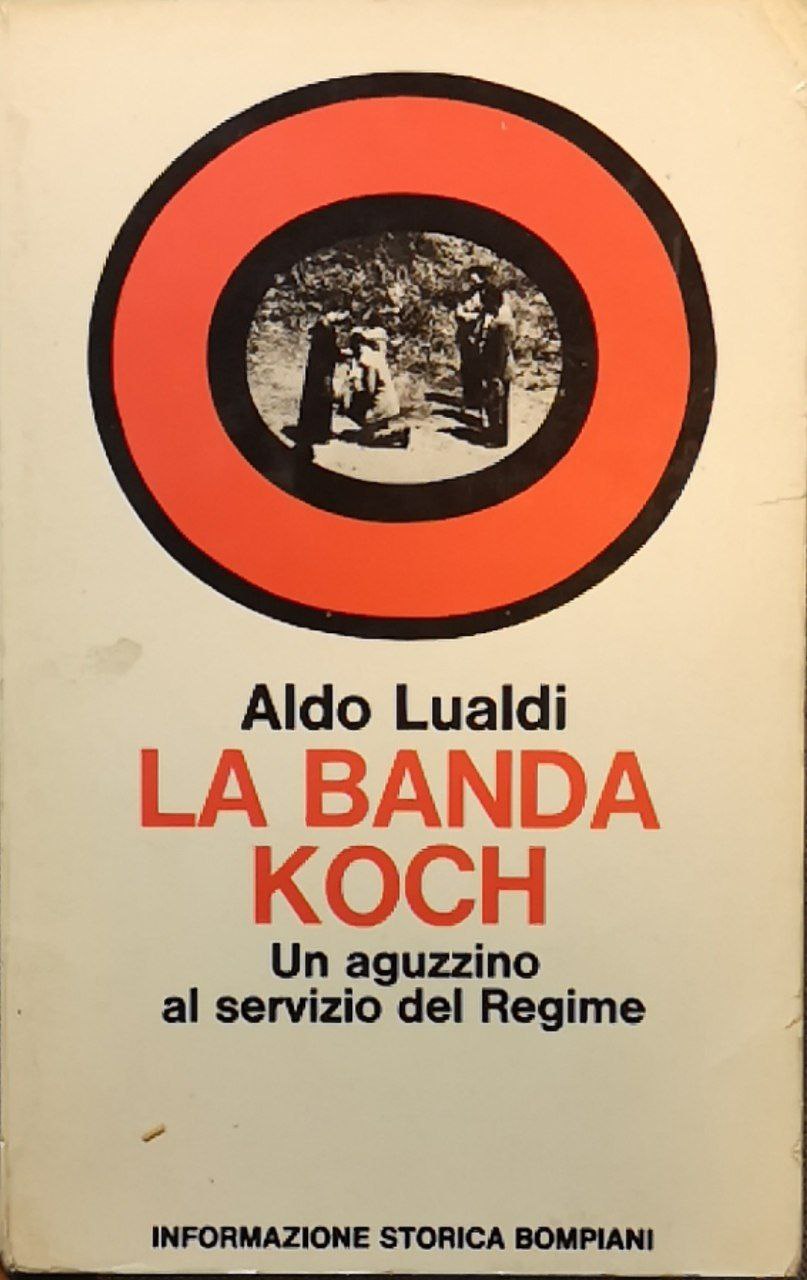 Aldo Lualdi
LA BANDA
KOCH
Un aguzzino
al servizio del Regime
INFORMAZIONE STORICA BOMPIANI